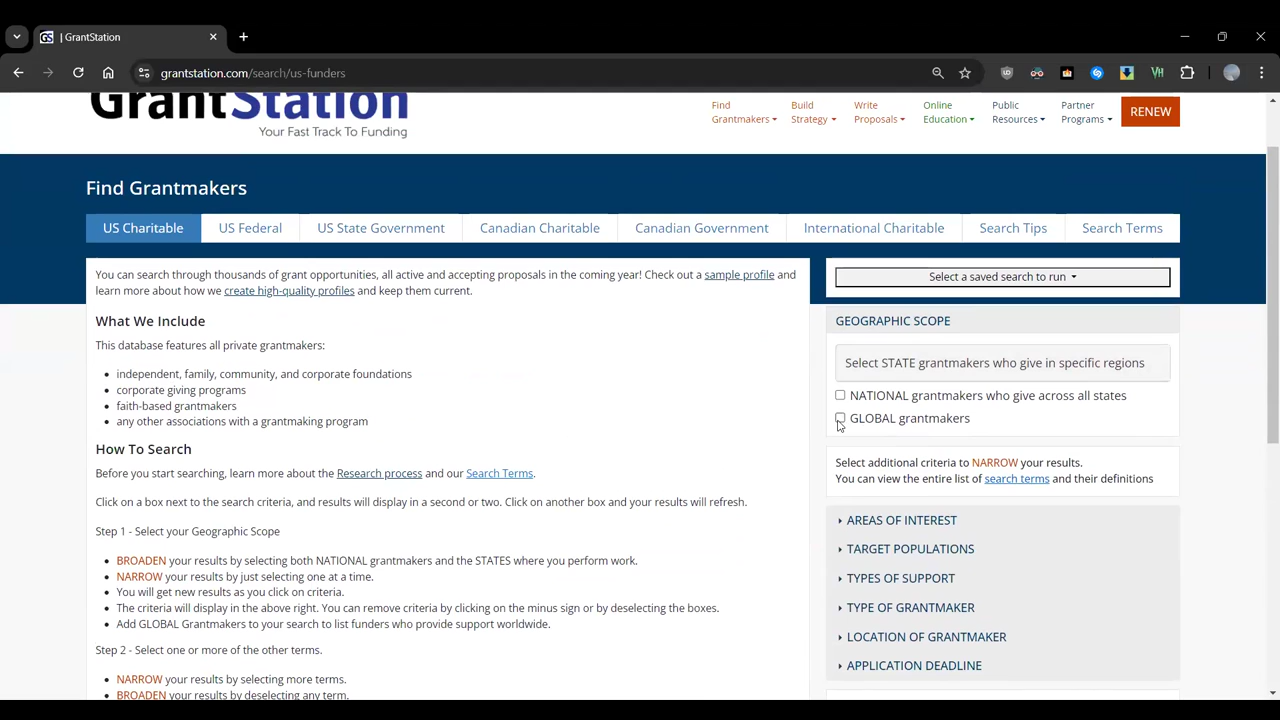 | GrantStation
grantstation.com/search/us-funders
GrantStation
Your Fast Track To Funding
Find Grantmakers
Build Strategy
Write Proposals
Online Education
Public Resources
Partner Programs
RENEW
Find Grantmakers
US Charitable
US Federal
US State Government
Canadian Charitable
Canadian Government
International Charitable
Search Tips
Search Terms
You can search through thousands of grant opportunities, all active and accepting proposals in the coming year! Check out a sample profile and
learn more about how we create high-quality profiles and keep them current.
What We Include
This database features all private grantmakers:
independent, family, community, and corporate foundations
corporate giving programs
faith-based grantmakers
any other associations with a grantmaking program
How To Search
Before you start searching, learn more about the Research process and our Search Terms.
Click on a box next to the search criteria, and results will display in a second or two. Click on another box and your results will refresh.
Step 1 - Select your Geographic Scope
BROADEN your results by selecting both NATIONAL grantmakers and the STATES where you perform work.
NARROW your results by just selecting one at a time.
You will get new results as you click on criteria.
The criteria will display in the above right. You can remove criteria by clicking on the minus sign or by deselecting the boxes.
Add GLOBAL Grantmakers to your search to list funders who provide support worldwide.
Step 2 - Select one or more of the other terms.
NARROW your results by selecting more terms.
BROADEN your results by deselecting any term.
Select a saved search to run
GEOGRAPHIC SCOPE
Select STATE grantmakers who give in specific regions
NATIONAL grantmakers who give across all states
GLOBAL grantmakers
Select additional criteria to NARROW your results.
You can view the entire list of search terms and their definitions
AREAS OF INTEREST
TARGET POPULATIONS
TYPES OF SUPPORT
TYPE OF GRANTMAKER
LOCATION OF GRANTMAKER
APPLICATION DEADLINE